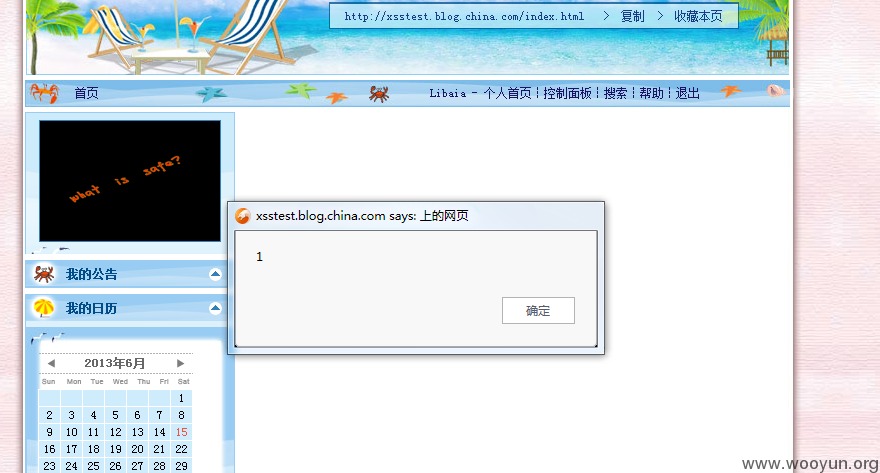 http://xsstest.blog.china.com/index.html > 复制 > 收藏本页
首页
Libaia - 个人首页┆控制面板┆搜索┆帮助┆退出
what is safe?
xsstest.blog.china.com says: 上的网页
1
确定
我的公告
我的日历
◀ 2013年6月 ▶
Sun Mon Tue Wed Thu Fri Sat
1
2 3 4 5 6 7 8
9 10 11 12 13 14 15
16 17 18 19 20 21 22
23 24 25 26 27 28 29
www.wooyun.org